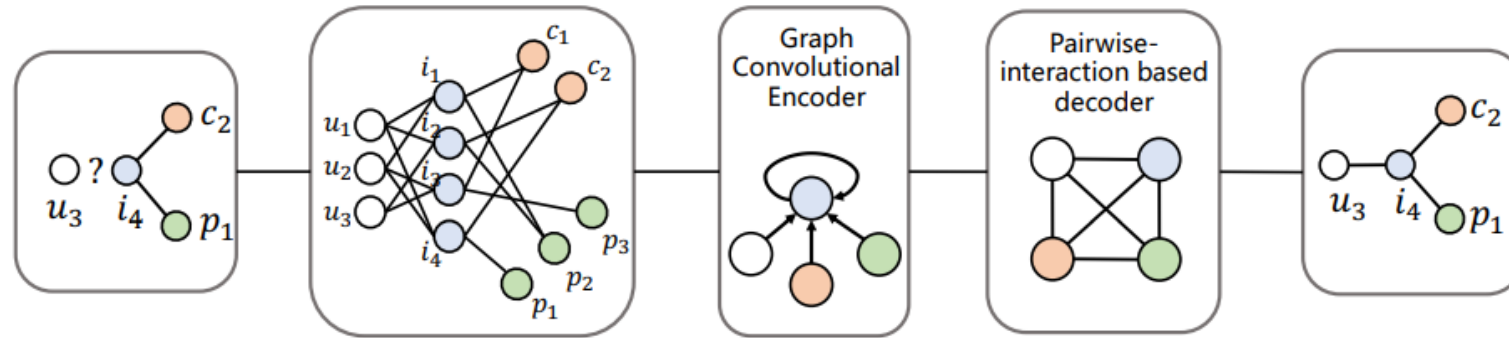 c₂
?
u₃
i₄
p₁
c₁
c₂
i₁
i₂
i₃
i₄
u₁
u₂
u₃
p₃
p₂
p₁
Graph
Convolutional
Encoder
Pairwise-
interaction based
decoder
c₂
u₃
i₄
p₁